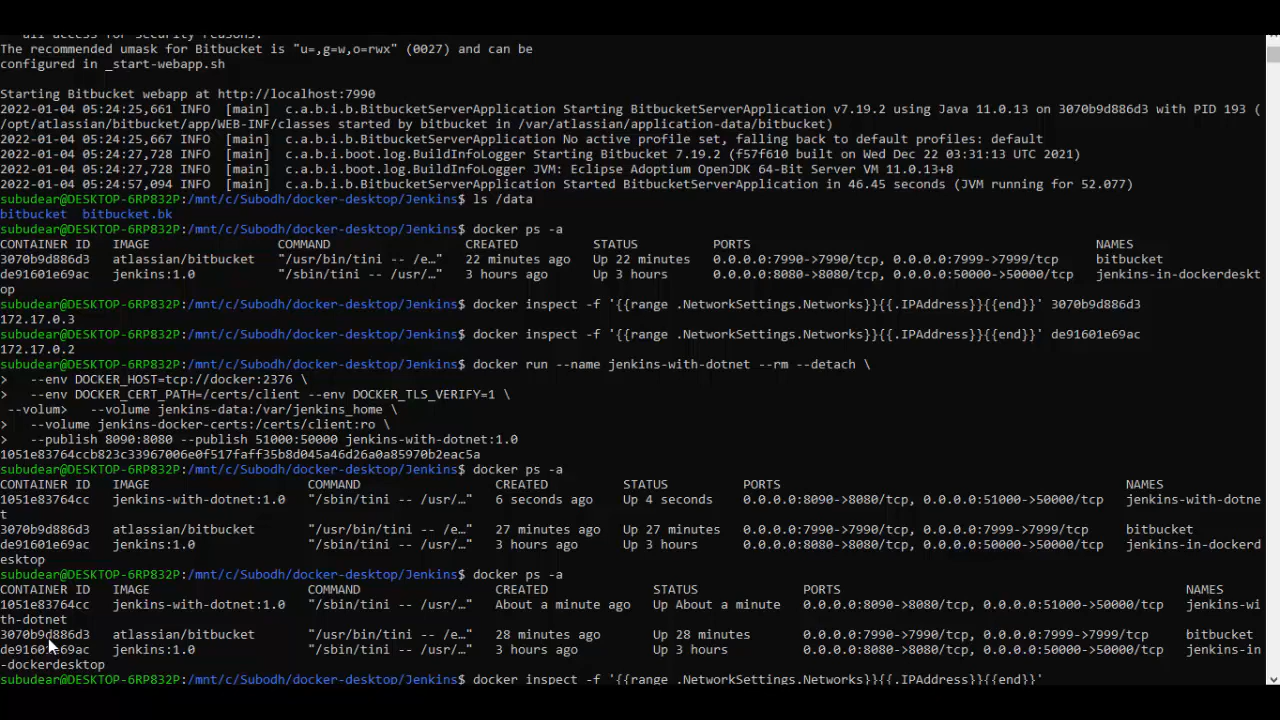 all access for security reasons.
The recommended umask for Bitbucket is "u=,g=w,o=rwx" (0027) and can be
configured in _start-webapp.sh
Starting Bitbucket webapp at http://localhost:7990
2022-01-04 05:24:25,661 INFO  [main]  c.a.b.i.b.BitbucketServerApplication Starting BitbucketServerApplication v7.19.2 using Java 11.0.13 on 3070b9d886d3 with PID 193 (
/opt/atlassian/bitbucket/app/WEB-INF/classes started by bitbucket in /var/atlassian/application-data/bitbucket)
2022-01-04 05:24:25,667 INFO  [main]  c.a.b.i.b.BitbucketServerApplication No active profile set, falling back to default profiles: default
2022-01-04 05:24:27,728 INFO  [main]  c.a.b.i.boot.log.BuildInfoLogger Starting Bitbucket 7.19.2 (f57f610 built on Wed Dec 22 03:31:13 UTC 2021)
2022-01-04 05:24:27,728 INFO  [main]  c.a.b.i.boot.log.BuildInfoLogger JVM: Eclipse Adoptium OpenJDK 64-Bit Server VM 11.0.13+8
2022-01-04 05:24:57,094 INFO  [main]  c.a.b.i.b.BitbucketServerApplication Started BitbucketServerApplication in 46.45 seconds (JVM running for 52.077)
subudear@DESKTOP-6RP832P:/mnt/c/Subodh/docker-desktop/Jenkins$ ls /data
bitbucket  bitbucket.bk
subudear@DESKTOP-6RP832P:/mnt/c/Subodh/docker-desktop/Jenkins$ docker ps -a
CONTAINER ID   IMAGE                 COMMAND                  CREATED          STATUS          PORTS                                              NAMES
3070b9d886d3   atlassian/bitbucket   "/usr/bin/tini -- /e…"   22 minutes ago   Up 22 minutes   0.0.0.0:7990->7990/tcp, 0.0.0.0:7999->7999/tcp     bitbucket
de91601e69ac   jenkins:1.0           "/sbin/tini -- /usr/…"   3 hours ago      Up 3 hours      0.0.0.0:8080->8080/tcp, 0.0.0.0:50000->50000/tcp   jenkins-in-dockerdeskt
op
subudear@DESKTOP-6RP832P:/mnt/c/Subodh/docker-desktop/Jenkins$ docker inspect -f '{{range .NetworkSettings.Networks}}{{.IPAddress}}{{end}}' 3070b9d886d3
172.17.0.3
subudear@DESKTOP-6RP832P:/mnt/c/Subodh/docker-desktop/Jenkins$ docker inspect -f '{{range .NetworkSettings.Networks}}{{.IPAddress}}{{end}}' de91601e69ac
172.17.0.2
subudear@DESKTOP-6RP832P:/mnt/c/Subodh/docker-desktop/Jenkins$ docker run --name jenkins-with-dotnet --rm --detach \
>   --env DOCKER_HOST=tcp://docker:2376 \
>   --env DOCKER_CERT_PATH=/certs/client --env DOCKER_TLS_VERIFY=1 \
 --volum>   --volume jenkins-data:/var/jenkins_home \
>   --volume jenkins-docker-certs:/certs/client:ro \
>   --publish 8090:8080 --publish 51000:50000 jenkins-with-dotnet:1.0
1051e83764ccb823c33967006e0f517faff35b8d045a46d26a0a85970b2eac5a
subudear@DESKTOP-6RP832P:/mnt/c/Subodh/docker-desktop/Jenkins$ docker ps -a
CONTAINER ID   IMAGE                     COMMAND                  CREATED          STATUS          PORTS                                              NAMES
1051e83764cc   jenkins-with-dotnet:1.0   "/sbin/tini -- /usr/…"   6 seconds ago    Up 4 seconds    0.0.0.0:8090->8080/tcp, 0.0.0.0:51000->50000/tcp   jenkins-with-dotne
t
3070b9d886d3   atlassian/bitbucket       "/usr/bin/tini -- /e…"   27 minutes ago   Up 27 minutes   0.0.0.0:7990->7990/tcp, 0.0.0.0:7999->7999/tcp     bitbucket
de91601e69ac   jenkins:1.0               "/sbin/tini -- /usr/…"   3 hours ago      Up 3 hours      0.0.0.0:8080->8080/tcp, 0.0.0.0:50000->50000/tcp   jenkins-in-dockerd
esktop
subudear@DESKTOP-6RP832P:/mnt/c/Subodh/docker-desktop/Jenkins$ docker ps -a
CONTAINER ID   IMAGE                     COMMAND                  CREATED              STATUS              PORTS                                              NAMES
1051e83764cc   jenkins-with-dotnet:1.0   "/sbin/tini -- /usr/…"   About a minute ago   Up About a minute   0.0.0.0:8090->8080/tcp, 0.0.0.0:51000->50000/tcp   jenkins-wi
th-dotnet
3070b9d886d3   atlassian/bitbucket       "/usr/bin/tini -- /e…"   28 minutes ago       Up 28 minutes       0.0.0.0:7990->7990/tcp, 0.0.0.0:7999->7999/tcp     bitbucket
de91601e69ac   jenkins:1.0               "/sbin/tini -- /usr/…"   3 hours ago          Up 3 hours          0.0.0.0:8080->8080/tcp, 0.0.0.0:50000->50000/tcp   jenkins-in
-dockerdesktop
subudear@DESKTOP-6RP832P:/mnt/c/Subodh/docker-desktop/Jenkins$ docker inspect -f '{{range .NetworkSettings.Networks}}{{.IPAddress}}{{end}}'